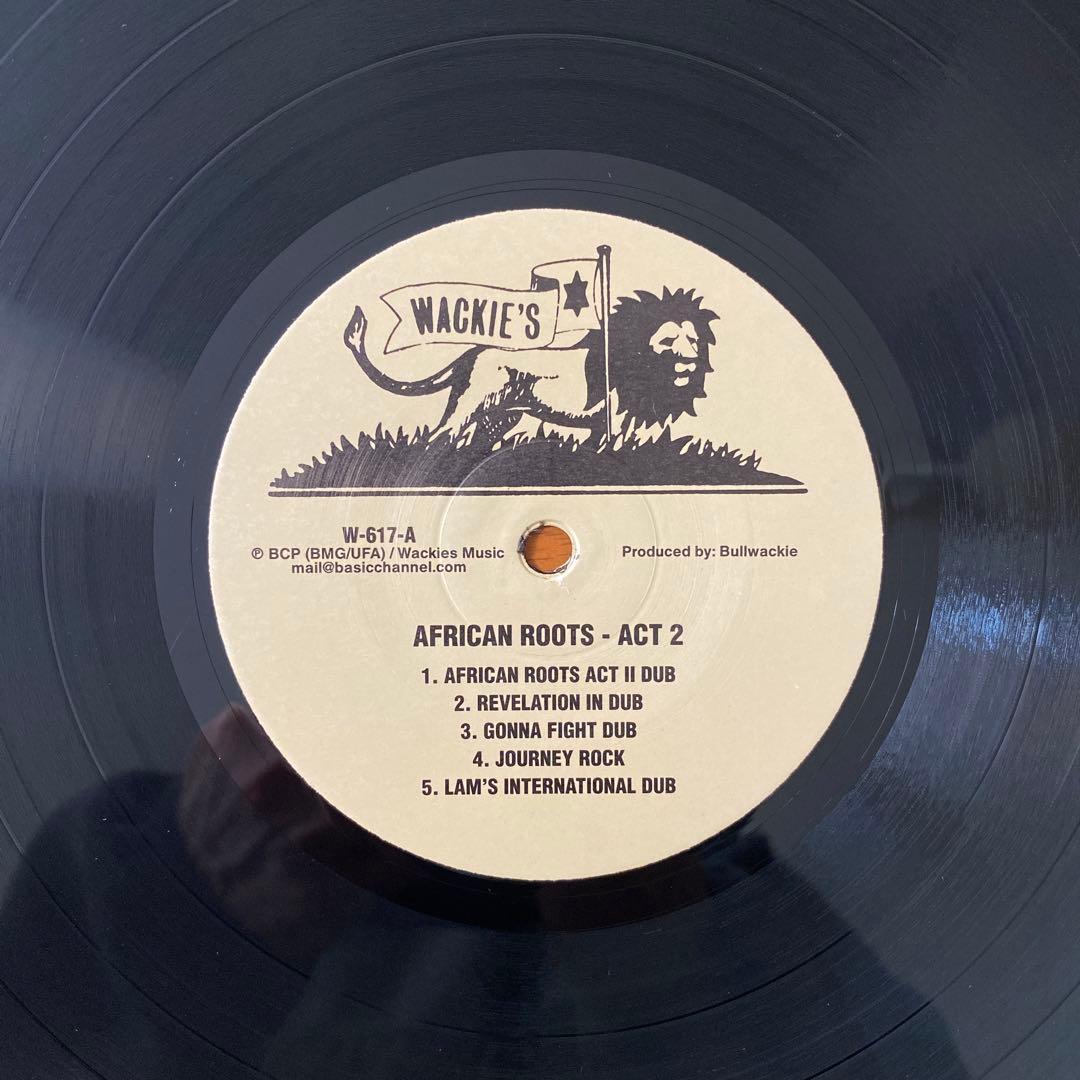 WACKIE'S
W-617-A
℗ BCP (BMG/UFA) / Wackies Music
mail@basicchannel.com
Produced by: Bullwackie
AFRICAN ROOTS - ACT 2
1. AFRICAN ROOTS ACT II DUB
2. REVELATION IN DUB
3. GONNA FIGHT DUB
4. JOURNEY ROCK
5. LAM'S INTERNATIONAL DUB